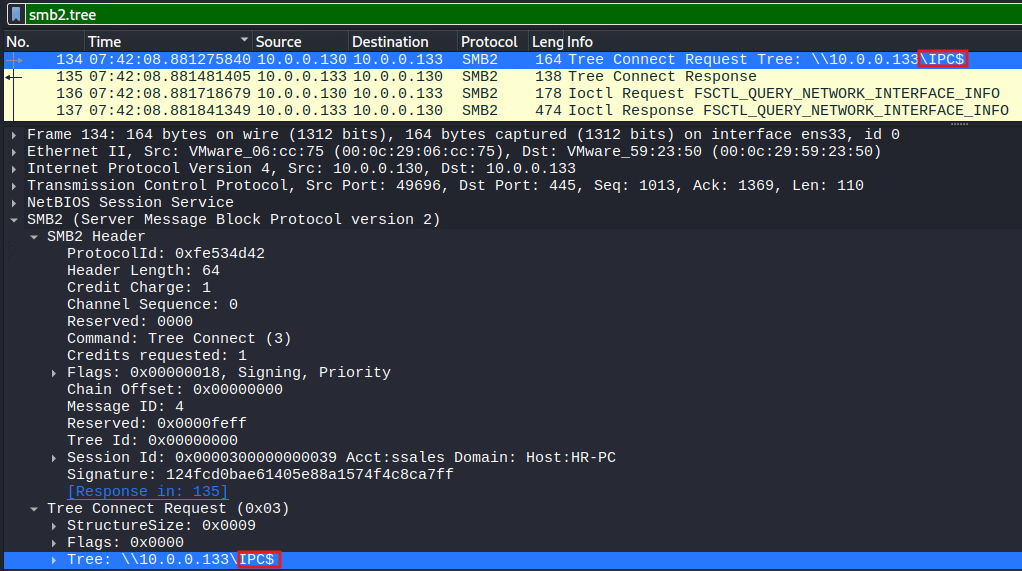 smb2.tree
No. Time Source Destination Protocol Leng Info
134 07:42:08.881275840 10.0.0.130 10.0.0.133 SMB2 164 Tree Connect Request Tree: \\10.0.0.133\IPC$
135 07:42:08.881481405 10.0.0.133 10.0.0.130 SMB2 138 Tree Connect Response
136 07:42:08.881718679 10.0.0.130 10.0.0.133 SMB2 178 Ioctl Request FSCTL_QUERY_NETWORK_INTERFACE_INFO
137 07:42:08.881841349 10.0.0.133 10.0.0.130 SMB2 474 Ioctl Response FSCTL_QUERY_NETWORK_INTERFACE_INFO
Frame 134: 164 bytes on wire (1312 bits), 164 bytes captured (1312 bits) on interface ens33, id 0
Ethernet II, Src: VMware_06:cc:75 (00:0c:29:06:cc:75), Dst: VMware_59:23:50 (00:0c:29:59:23:50)
Internet Protocol Version 4, Src: 10.0.0.130, Dst: 10.0.0.133
Transmission Control Protocol, Src Port: 49696, Dst Port: 445, Seq: 1013, Ack: 1369, Len: 110
NetBIOS Session Service
SMB2 (Server Message Block Protocol version 2)
SMB2 Header
ProtocolId: 0xfe534d42
Header Length: 64
Credit Charge: 1
Channel Sequence: 0
Reserved: 0000
Command: Tree Connect (3)
Credits requested: 1
Flags: 0x00000018, Signing, Priority
Chain Offset: 0x00000000
Message ID: 4
Reserved: 0x0000feff
Tree Id: 0x00000000
Session Id: 0x0000300000000039 Acct:ssales Domain: Host:HR-PC
Signature: 124fcd0bae61405e88a1574f4c8ca7ff
[Response in: 135]
Tree Connect Request (0x03)
StructureSize: 0x0009
Flags: 0x0000
Tree: \\10.0.0.133\IPC$